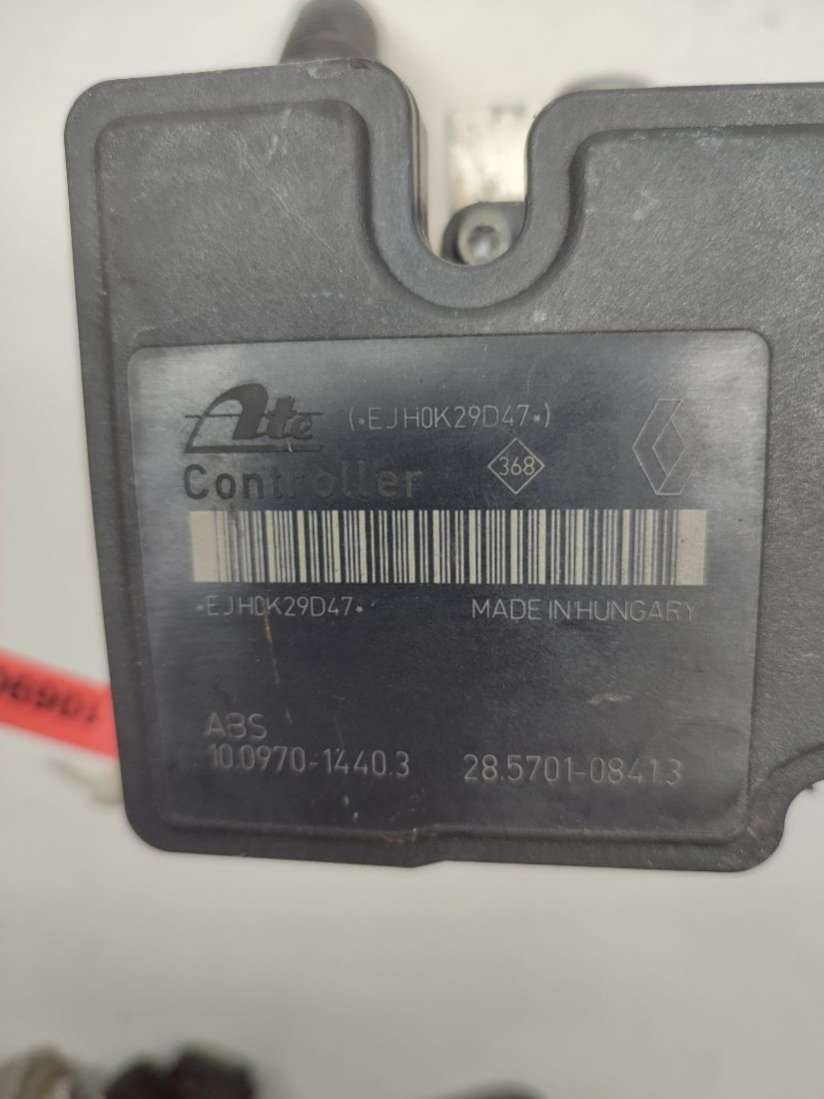 Ate (•EJH0K29D47•)
Controller 368
•EJH0K29D47• MADE IN HUNGARY
ABS
10.0970-1440.3 28.5701-0841.3